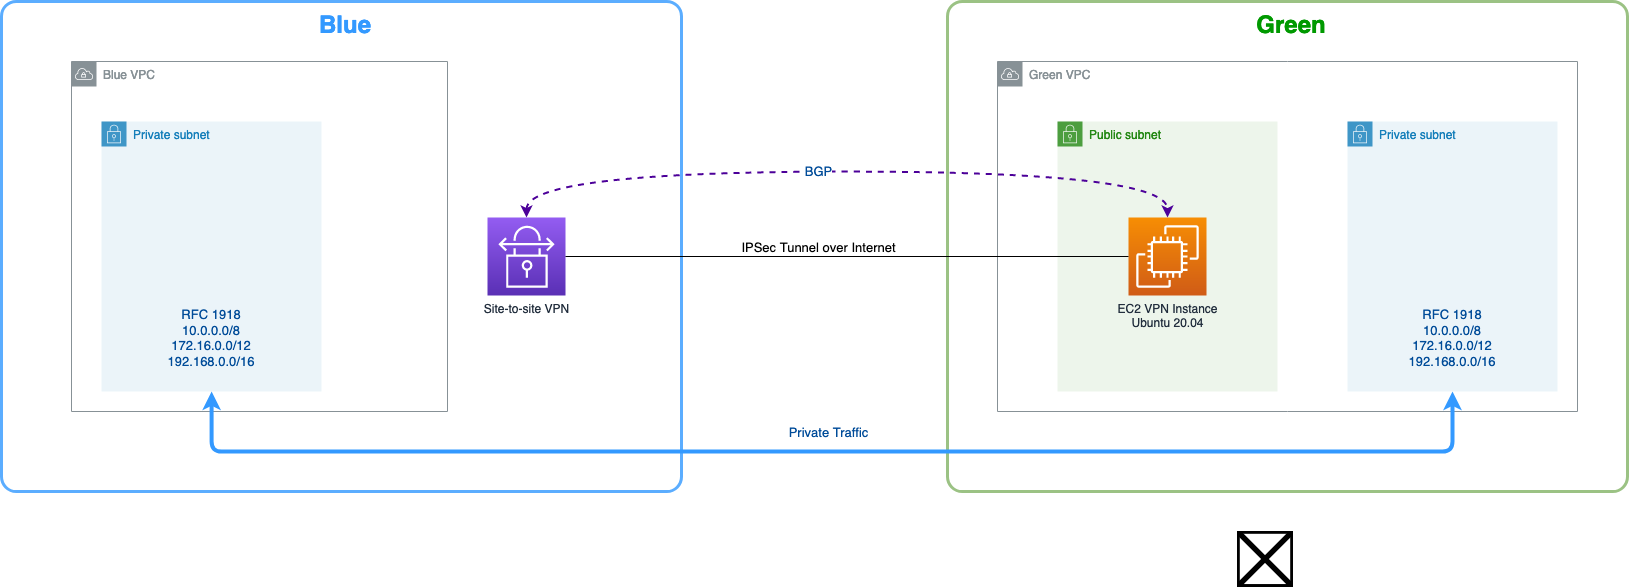 Blue
Green
Blue VPC
Green VPC
Private subnet
Public subnet
Private subnet
BGP
IPSec Tunnel over Internet
Site-to-site VPN
EC2 VPN Instance
Ubuntu 20.04
RFC 1918
10.0.0.0/8
172.16.0.0/12
192.168.0.0/16
RFC 1918
10.0.0.0/8
172.16.0.0/12
192.168.0.0/16
Private Traffic